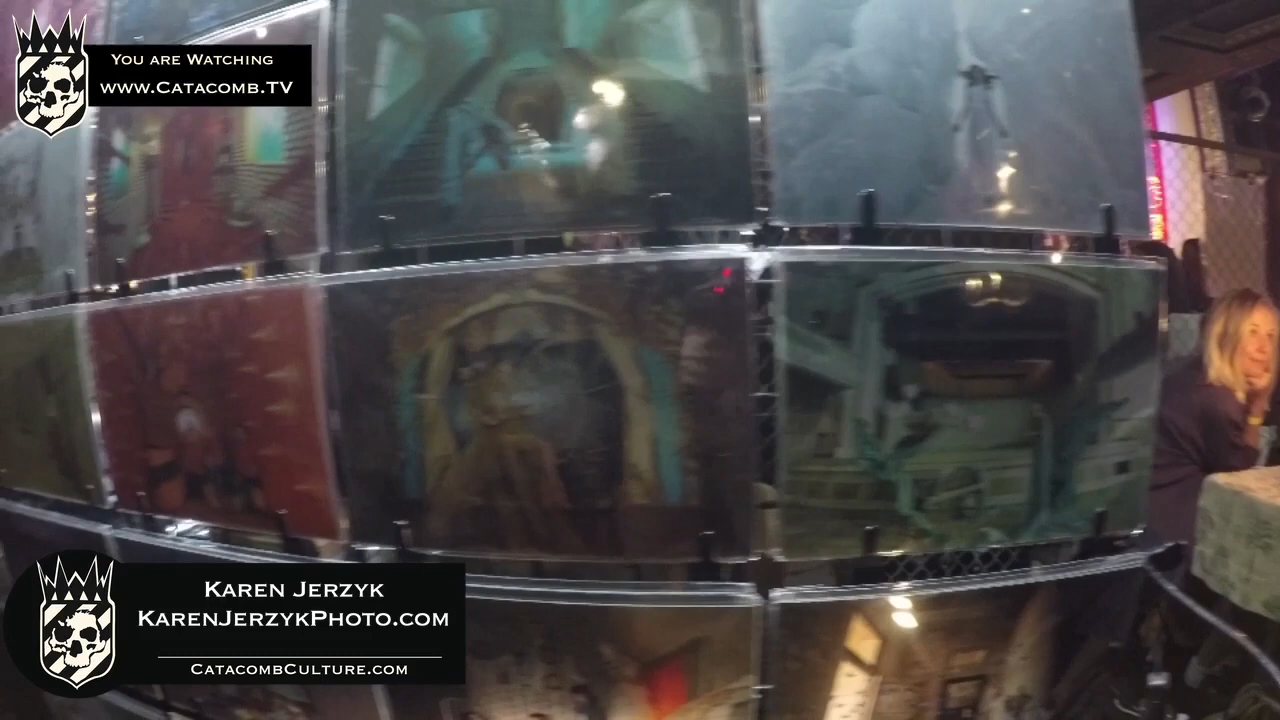 You are Watching
www.Catacomb.TV
Karen Jerzyk
KarenJerzykPhoto.com
CatacombCulture.com